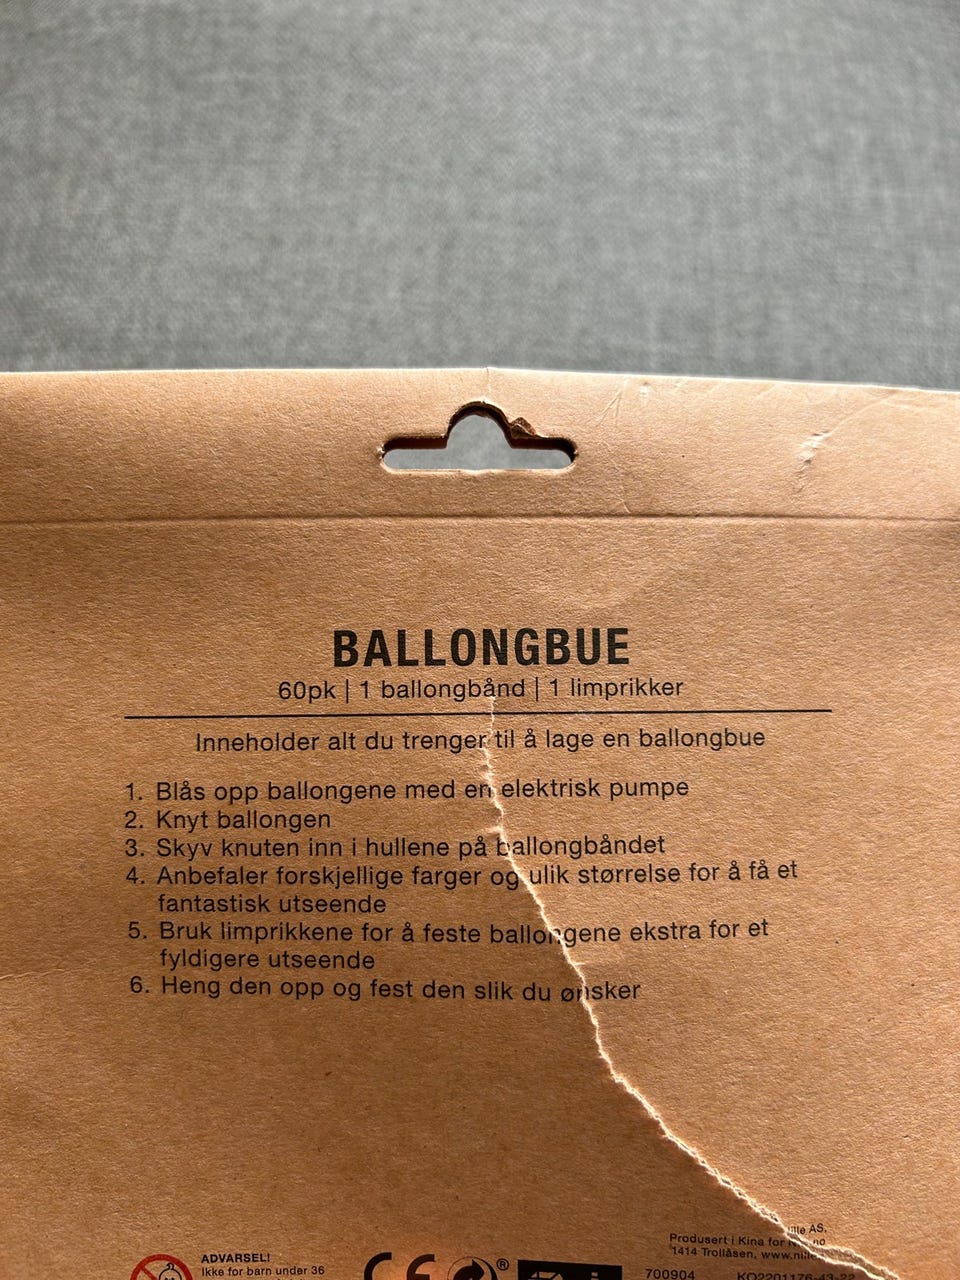 BALLONGBUE
60pk | 1 ballongbånd | 1 limprikker
Inneholder alt du trenger til å lage en ballongbue
1. Blås opp ballongene med en elektrisk pumpe
2. Knyt ballongen
3. Skyv knuten inn i hullene på ballongbåndet
4. Anbefaler forskjellige farger og ulik størrelse for å få et
fantastisk utseende
5. Bruk limprikkene for å feste ballongene ekstra for et
fyldigere utseende
6. Heng den opp og fest den slik du ønsker
ADVARSEL!
Ikke for barn under 36
CE
®
Produsert i Kina for
AS.
1414 Trollåsen,
700904